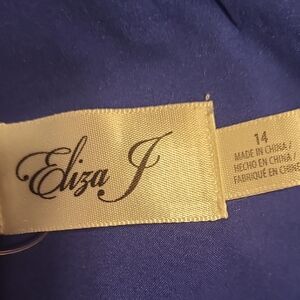 Eliza J
14
MADE IN CHINA /
HECHO EN CHINA /
FABRIQUÉ EN CHINE